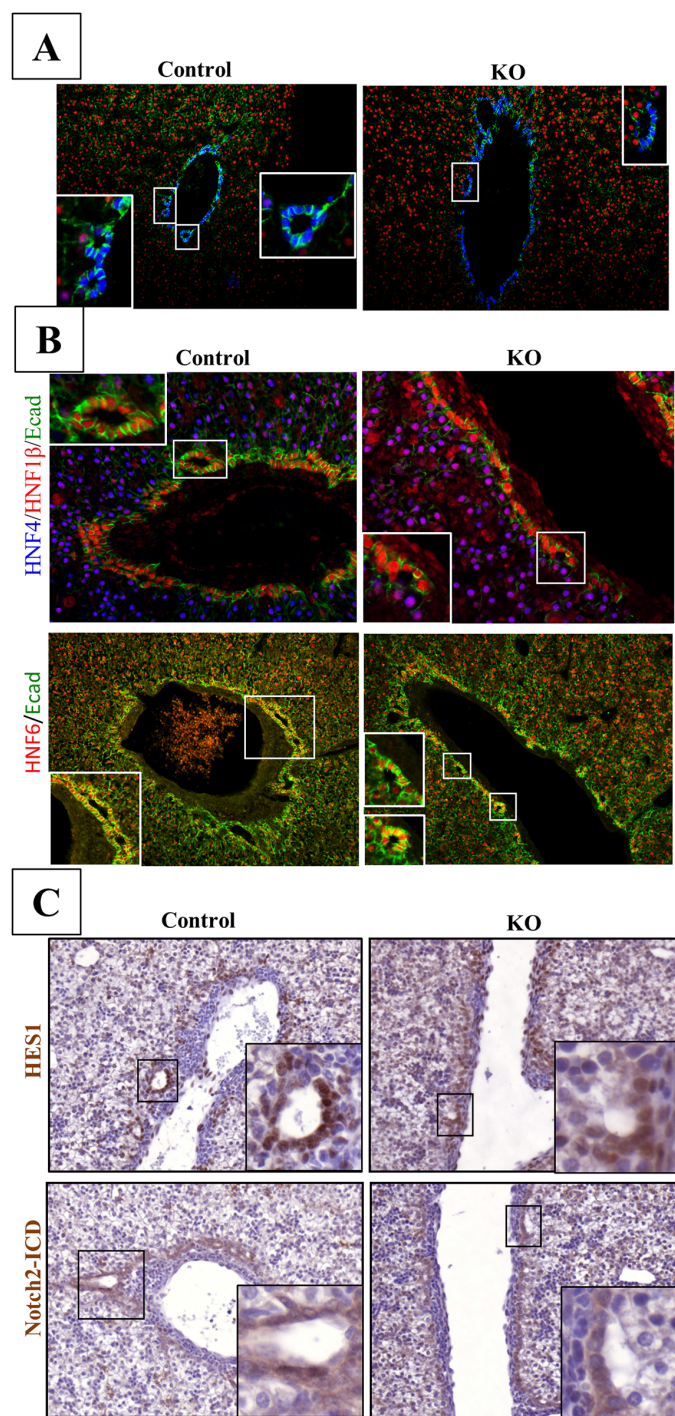 A
Control
KO
B
Control
KO
HNF4/HNF1β/Ecad
HNF6/Ecad
C
Control
KO
HES1
Notch2-ICD